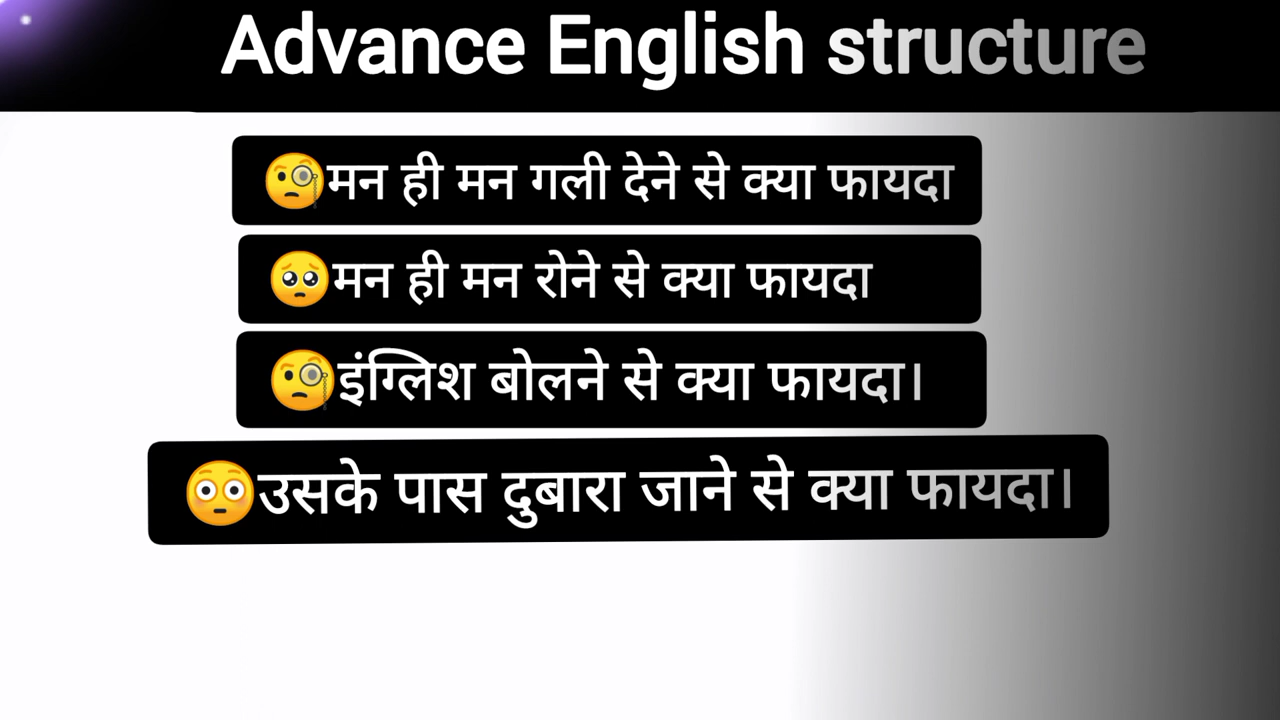 Advance English structure
🧐मन ही मन गली देने से क्या फायदा
🥺मन ही मन रोने से क्या फायदा
🧐इंग्लिश बोलने से क्या फायदा।
😳उसके पास दुबारा जाने से क्या फायदा।